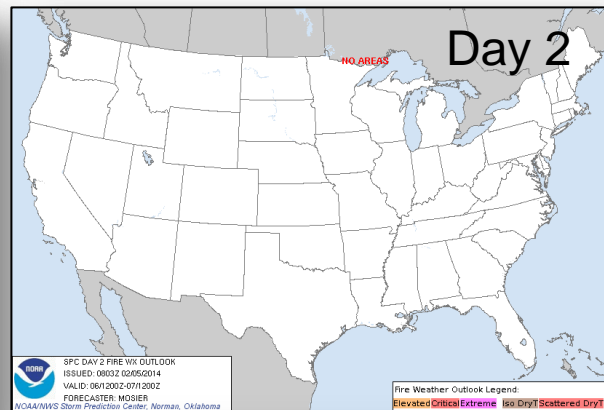 Day 2
NO AREAS
NOAA
SPC DAY 2 FIRE WX OUTLOOK
ISSUED: 0803Z 02/05/2014
VALID: 06/1200Z-07/1200Z
FORECASTER: MOSIER
NOAA/NWS Storm Prediction Center, Norman, Oklahoma
Fire Weather Outlook Legend:
Elevated Critical Extreme Iso DryT Scattered DryT